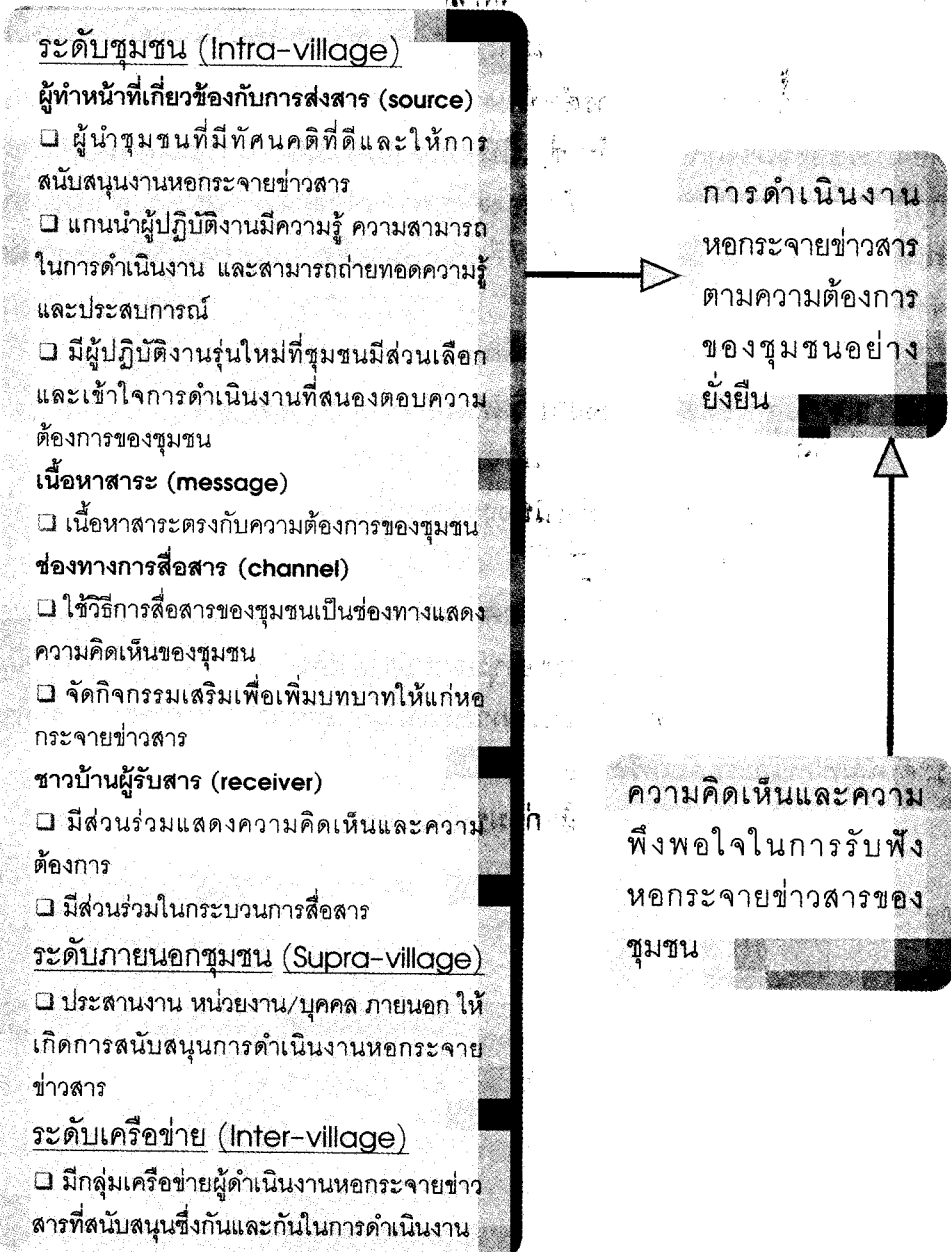 ระดับชุมชน (Intra-village)
ผู้ทำหน้าที่เกี่ยวข้องกับการส่งสาร (source)
❑ ผู้นำชุมชนที่มีทัศนคติที่ดีและให้การ
สนับสนุนงานหอกระจายข่าวสาร
❑ แกนนำผู้ปฏิบัติงานมีความรู้ ความสามารถ
ในการดำเนินงาน และสามารถถ่ายทอดความรู้
และประสบการณ์
❑ มีผู้ปฏิบัติงานรุ่นใหม่ที่ชุมชนมีส่วนเลือก
และเข้าใจการดำเนินงานที่สนองตอบความ
ต้องการของชุมชน
เนื้อหาสาระ (message)
❑ เนื้อหาสาระตรงกับความต้องการของชุมชน
ช่องทางการสื่อสาร (channel)
❑ ใช้วิธีการสื่อสารของชุมชนเป็นช่องทางแสดง
ความคิดเห็นของชุมชน
❑ จัดกิจกรรมเสริมเพื่อเพิ่มบทบาทให้แก่หอ
กระจายข่าวสาร
ชาวบ้านผู้รับสาร (receiver)
❑ มีส่วนร่วมแสดงความคิดเห็นและความ
ต้องการ
❑ มีส่วนร่วมในกระบวนการสื่อสาร
ระดับภายนอกชุมชน (Supra-village)
❑ ประสานงาน หน่วยงาน/บุคคล ภายนอก ให้
เกิดการสนับสนุนการดำเนินงานหอกระจาย
ข่าวสาร
ระดับเครือข่าย (Inter-village)
❑ มีกลุ่มเครือข่ายผู้ดำเนินงานหอกระจายข่าว
สารที่สนับสนุนซึ่งกันและกันในการดำเนินงาน
การดำเนินงาน
หอกระจายข่าวสาร
ตามความต้องการ
ของชุมชนอย่าง
ยั่งยืน
ความคิดเห็นและความ
พึงพอใจในการรับฟัง
หอกระจายข่าวสารของ
ชุมชน